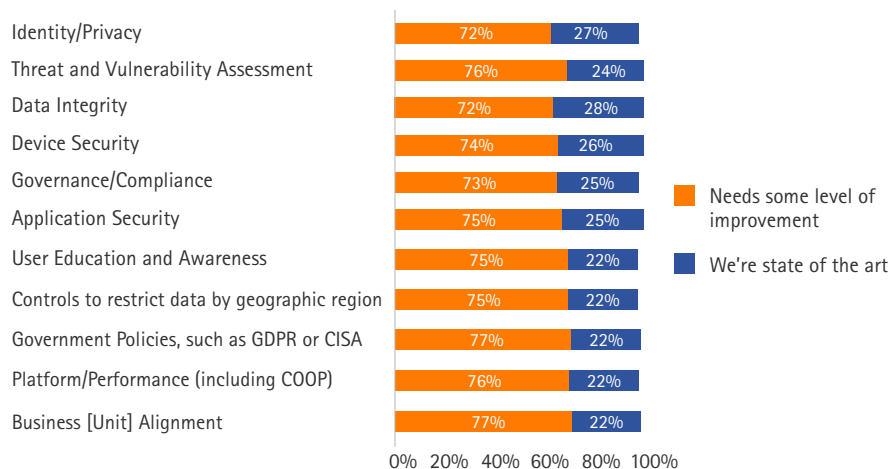 Identity/Privacy 72% 27%
Threat and Vulnerability Assessment 76% 24%
Data Integrity 72% 28%
Device Security 74% 26%
Governance/Compliance 73% 25%
Application Security 75% 25%
User Education and Awareness 75% 22%
Controls to restrict data by geographic region 75% 22%
Government Policies, such as GDPR or CISA 77% 22%
Platform/Performance (including COOP) 76% 22%
Business [Unit] Alignment 77% 22%
0% 20% 40% 60% 80% 100%
Needs some level of
improvement
We're state of the art